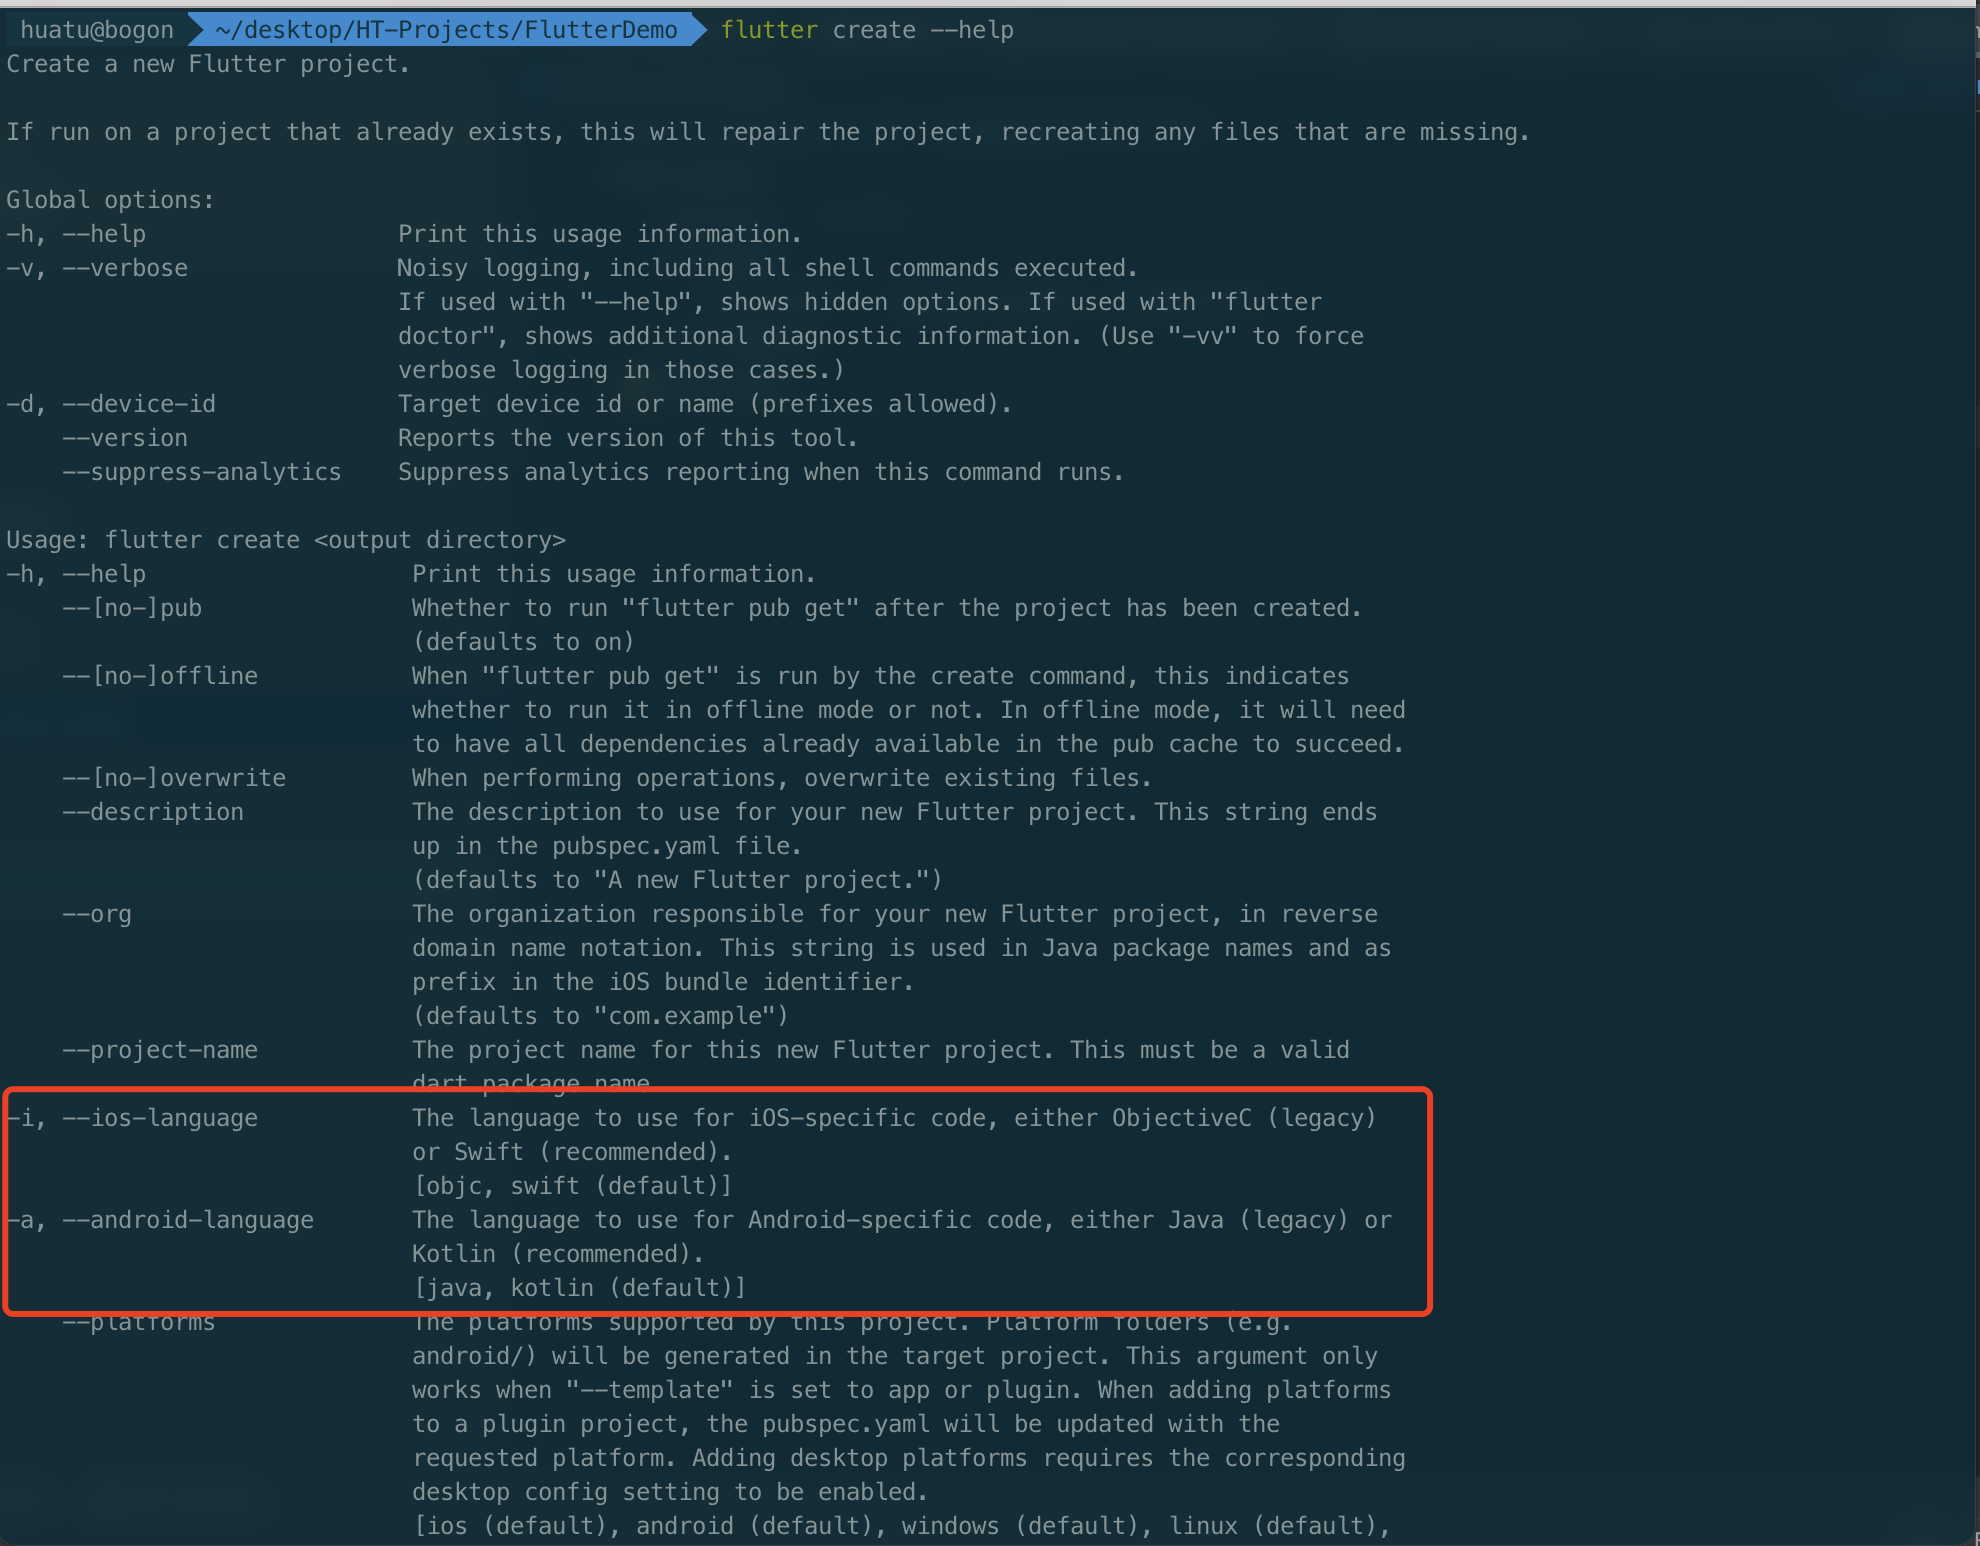 huatu@bogon ~/desktop/HT-Projects/FlutterDemo flutter create --help
Create a new Flutter project.
If run on a project that already exists, this will repair the project, recreating any files that are missing.
Global options:
-h, --help Print this usage information.
-v, --verbose Noisy logging, including all shell commands executed.
If used with "--help", shows hidden options. If used with "flutter
doctor", shows additional diagnostic information. (Use "-vv" to force
verbose logging in those cases.)
-d, --device-id Target device id or name (prefixes allowed).
--version Reports the version of this tool.
--suppress-analytics Suppress analytics reporting when this command runs.
Usage: flutter create <output directory>
-h, --help Print this usage information.
--[no-]pub Whether to run "flutter pub get" after the project has been created.
(defaults to on)
--[no-]offline When "flutter pub get" is run by the create command, this indicates
whether to run it in offline mode or not. In offline mode, it will need
to have all dependencies already available in the pub cache to succeed.
--[no-]overwrite When performing operations, overwrite existing files.
--description The description to use for your new Flutter project. This string ends
up in the pubspec.yaml file.
(defaults to "A new Flutter project.")
--org The organization responsible for your new Flutter project, in reverse
domain name notation. This string is used in Java package names and as
prefix in the iOS bundle identifier.
(defaults to "com.example")
--project-name The project name for this new Flutter project. This must be a valid
dart package name.
-i, --ios-language The language to use for iOS-specific code, either ObjectiveC (legacy)
or Swift (recommended).
[objc, swift (default)]
-a, --android-language The language to use for Android-specific code, either Java (legacy) or
Kotlin (recommended).
[java, kotlin (default)]
--platforms The platforms supported by this project. Platform folders (e.g.
android/) will be generated in the target project. This argument only
works when "--template" is set to app or plugin. When adding platforms
to a plugin project, the pubspec.yaml will be updated with the
requested platform. Adding desktop platforms requires the corresponding
desktop config setting to be enabled.
[ios (default), android (default), windows (default), linux (default),